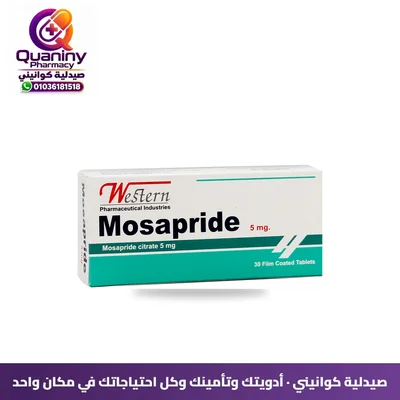 Quaniny
Pharmacy
صيدلية كوانيني
01036181518
Western
Pharmaceutical Industries
Mosapride 5 mg.
Mosapride citrate 5 mg
30 Film Coated Tablets
Mosapride
صيدلية كوانيني · أدويتك وتأمينك وكل احتياجاتك في مكان واحد